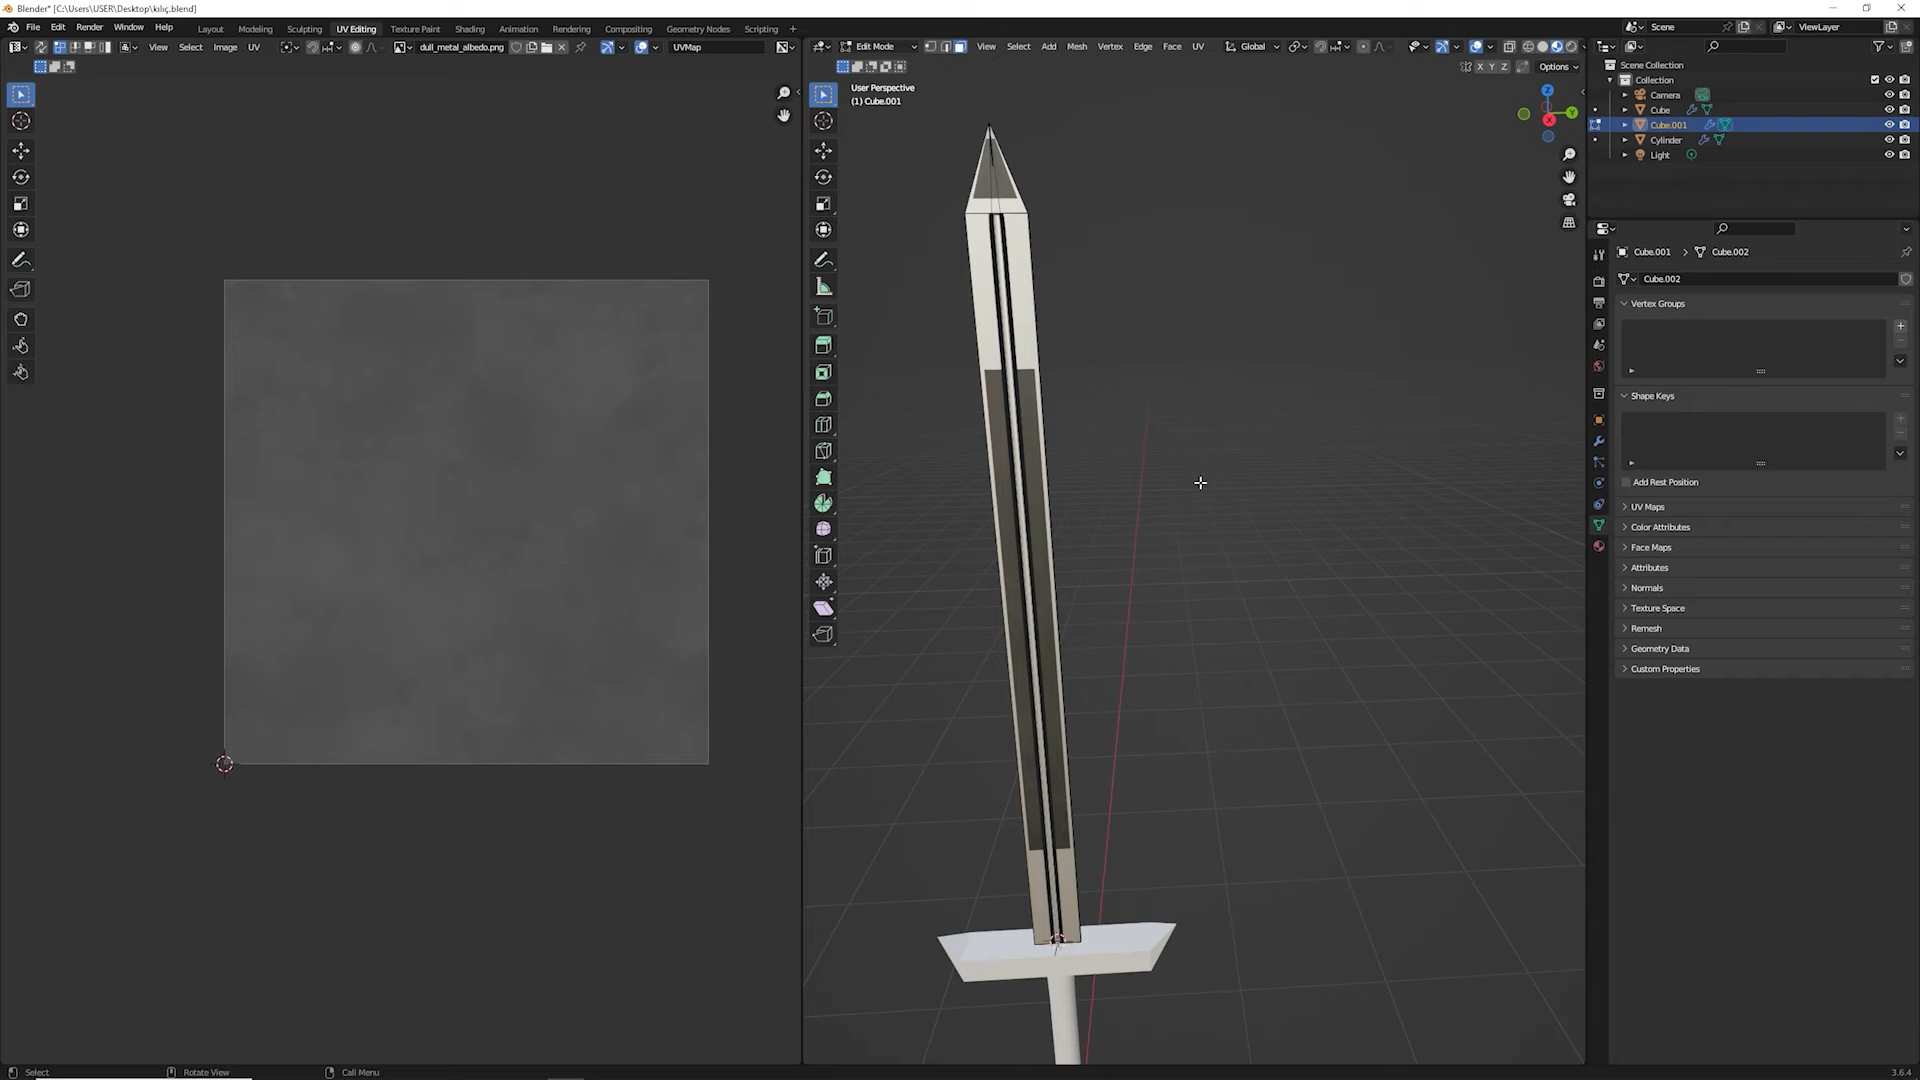 Blender* [C:\Users\USER\Desktop\kılıç.blend]
File Edit Render Window Help Layout Modeling Sculpting UV Editing Texture Paint Shading Animation Rendering Compositing Geometry Nodes Scripting + Scene ViewLayer
View Select Image UV dull_metal_albedo.png UVMap Edit Mode View Select Add Mesh Vertex Edge Face UV Global
X Y Z Options
User Perspective
(1) Cube.001
Z
Y
X
Scene Collection
Collection
Camera
Cube
Cube.001
Cylinder
Light
Cube.001 > Cube.002
Cube.002
Vertex Groups
Shape Keys
Add Rest Position
UV Maps
Color Attributes
Face Maps
Attributes
Normals
Texture Space
Remesh
Geometry Data
Custom Properties
Select Rotate View Call Menu 3.6.4